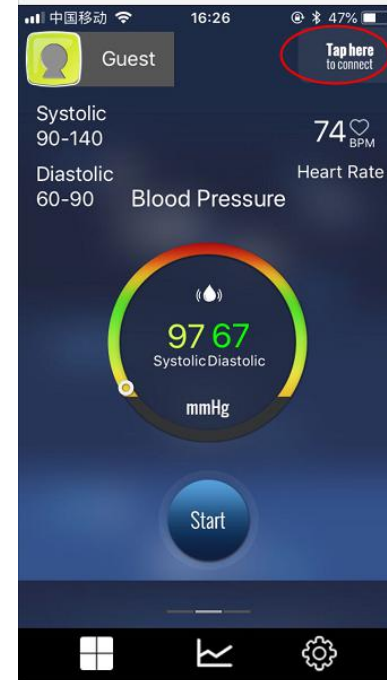 中国移动 16:26 47%
Guest
Tap here
to connect
Systolic
90-140
74 BPM
Diastolic
60-90
Heart Rate
Blood Pressure
97 67
Systolic Diastolic
mmHg
Start